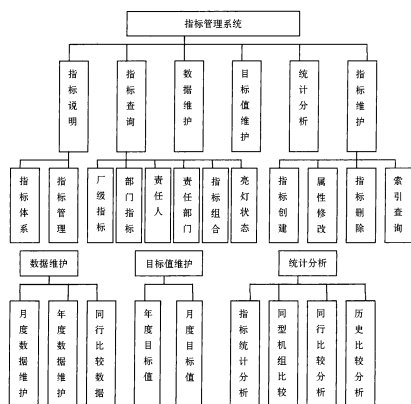 指标管理系统
指标说明
指标查询
数据维护
目标值维护
统计分析
指标维护
指标体系
指标管理
厂级指标
部门指标
责任人
责任部门
指标组合
亮灯状态
指标创建
属性修改
指标删除
索引查询
数据维护
目标值维护
统计分析
月度数据维护
年度数据维护
同行比较数据
年度目标值
月度目标值
指标统计分析
同型机组比较
同行比较分析
历史比较分析